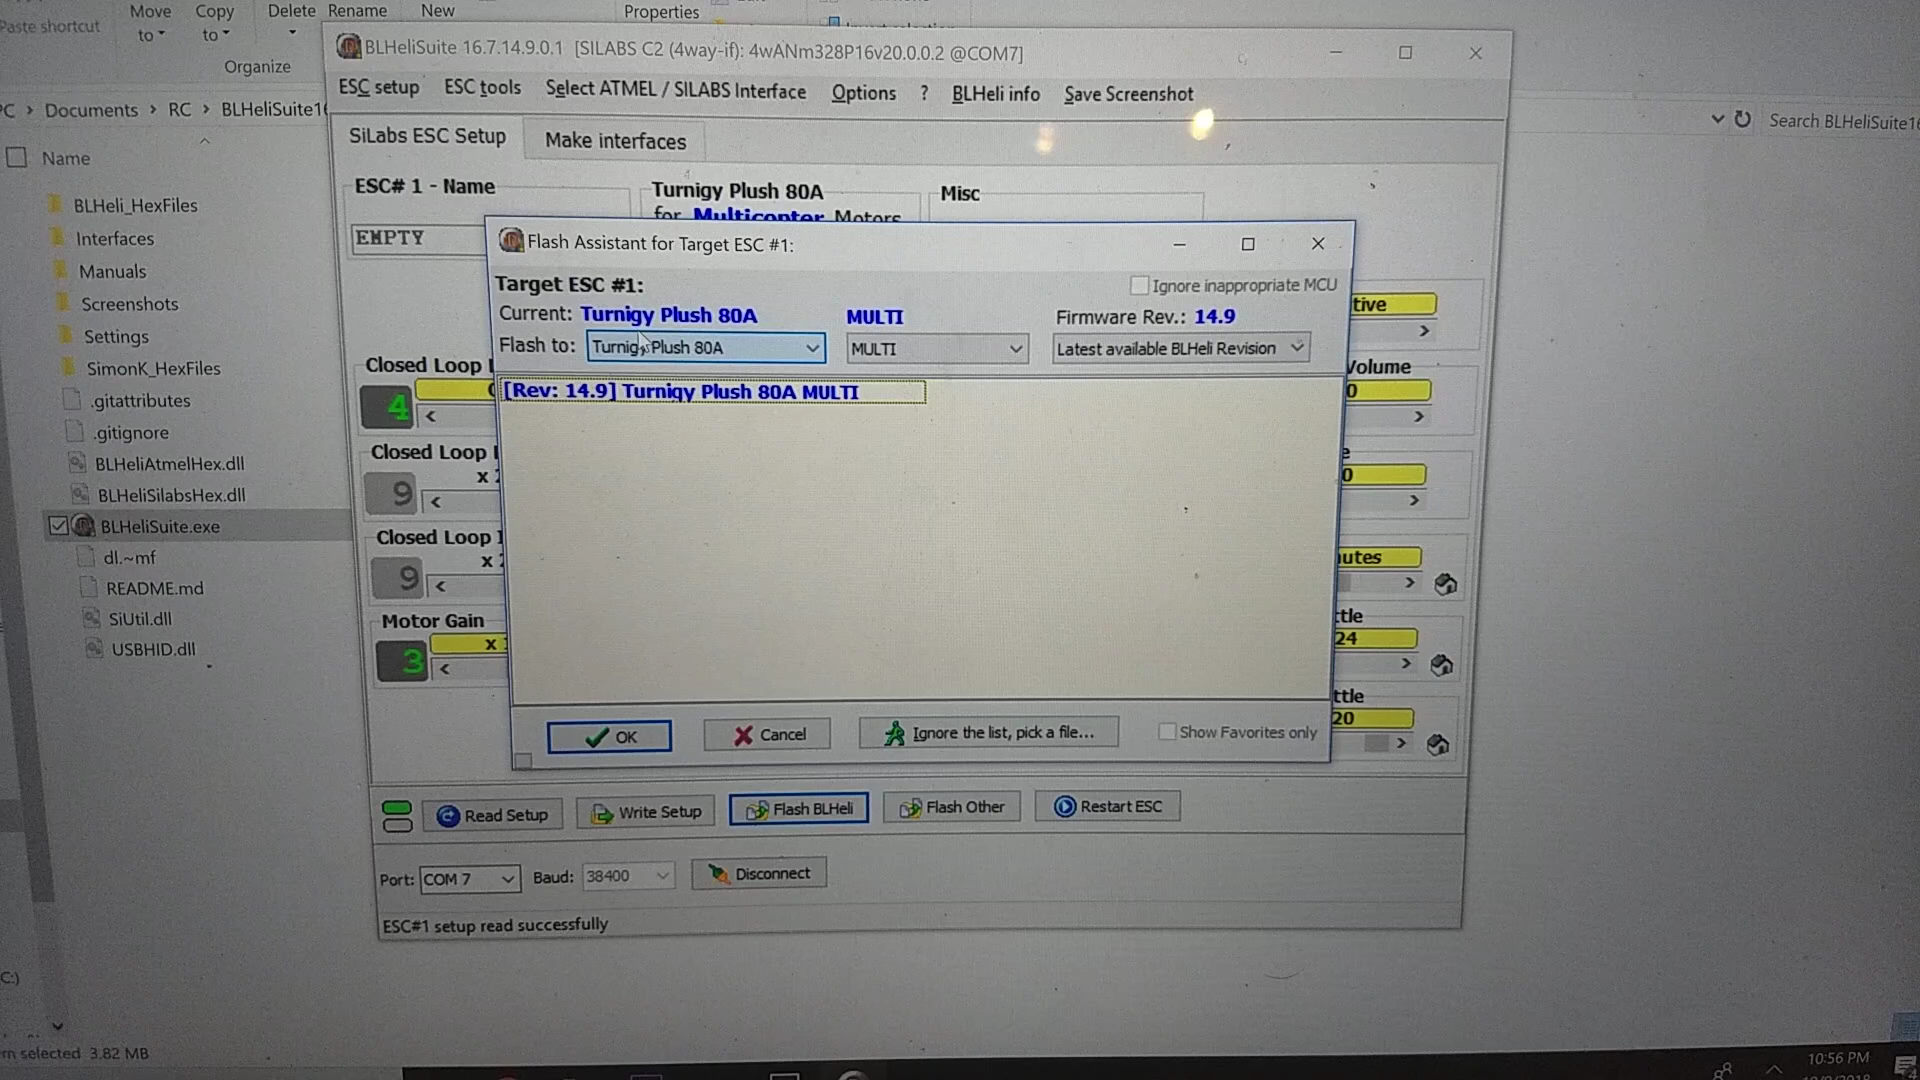 Paste shortcut
Move
to
Copy
to
Delete
Rename
New
Properties
Organize
BLHeliSuite 16.7.14.9.0.1 [SILABS C2 (4way-if): 4wANm328P16v20.0.0.2 @COM7]
ESC setup
ESC tools
Select ATMEL / SILABS Interface
Options
?
BLHeli info
Save Screenshot
PC > Documents > RC > BLHeliSuite16
Search BLHeliSuite16
SiLabs ESC Setup
Make interfaces
Name
BLHeli_HexFiles
Interfaces
Manuals
Screenshots
Settings
SimonK_HexFiles
.gitattributes
.gitignore
BLHeliAtmelHex.dll
BLHeliSilabsHex.dll
BLHeliSuite.exe
dl.~mf
README.md
SiUtil.dll
USBHID.dll
ESC# 1 - Name
EMPTY
Turnigy Plush 80A
for Multicopter Motors
Misc
Flash Assistant for Target ESC #1:
Target ESC #1:
Ignore inappropriate MCU
Current: Turnigy Plush 80A
MULTI
Firmware Rev.: 14.9
Flash to: Turnigy Plush 80A
MULTI
Latest available BLHeli Revision
[Rev: 14.9] Turnigy Plush 80A MULTI
Closed Loop
4
Closed Loop
x
9
Closed Loop
x
9
Motor Gain
x
3
tive
Volume
0
e
0
utes
ttle
24
ttle
20
OK
Cancel
Ignore the list, pick a file...
Show Favorites only
Read Setup
Write Setup
Flash BLHeli
Flash Other
Restart ESC
Port: COM 7
Baud: 38400
Disconnect
ESC#1 setup read successfully
C:)
m selected 3.82 MB
10:56 PM